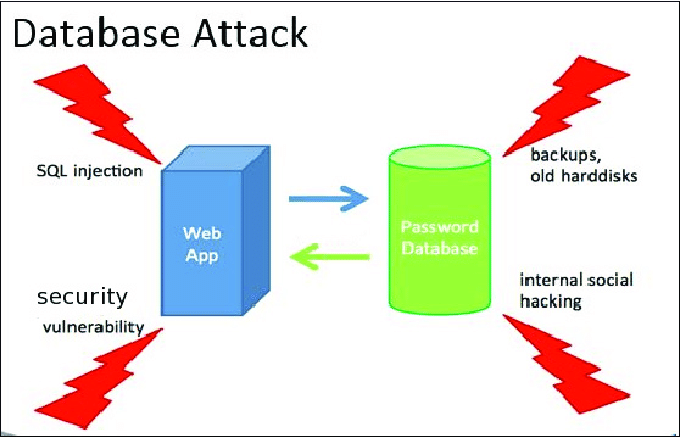 Database Attack
SQL injection
backups,
old harddisks
Web
App
Password
Database
security
vulnerability
internal social
hacking